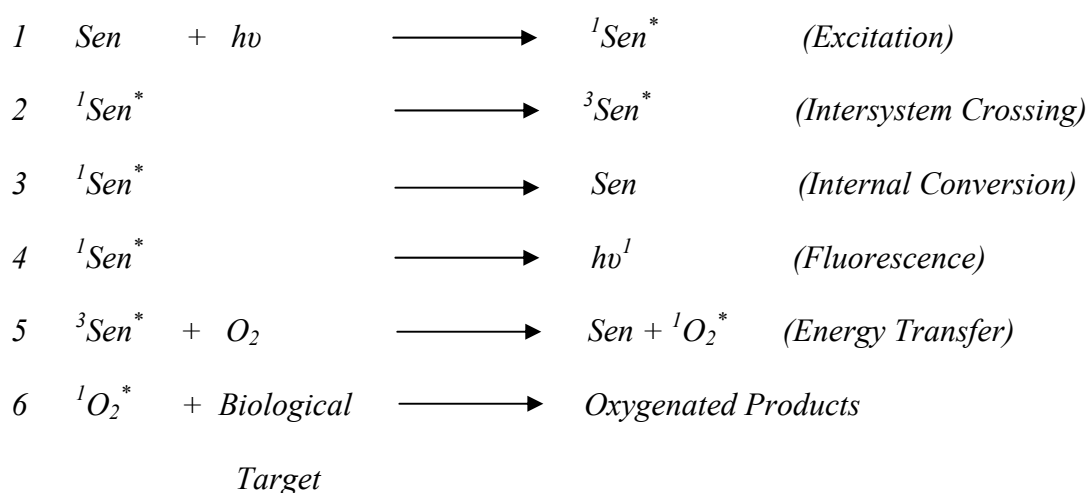 1 Sen + hυ ⟶ ¹Sen* (Excitation)
2 ¹Sen* ⟶ ³Sen* (Intersystem Crossing)
3 ¹Sen* ⟶ Sen (Internal Conversion)
4 ¹Sen* ⟶ hυ¹ (Fluorescence)
5 ³Sen* + O₂ ⟶ Sen + ¹O₂* (Energy Transfer)
6 ¹O₂* + Biological ⟶ Oxygenated Products
Target